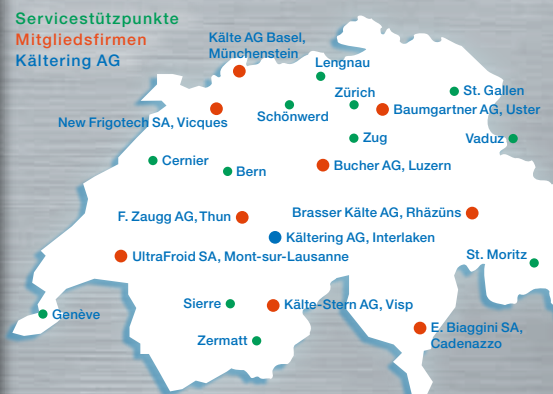 Servicestützpunkte
Mitgliedsfirmen
Kältering AG
Kälte AG Basel,
Münchenstein
Lengnau
Zürich
St. Gallen
Schönwerd
Baumgartner AG, Uster
New Frigotech SA, Vicques
Zug
Vaduz
Cernier
Bern
Bucher AG, Luzern
F. Zaugg AG, Thun
Brasser Kälte AG, Rhäzüns
Kältering AG, Interlaken
UltraFroid SA, Mont-sur-Lausanne
St. Moritz
Sierre
Kälte-Stern AG, Visp
Genève
Zermatt
E. Biaggini SA,
Cadenazzo